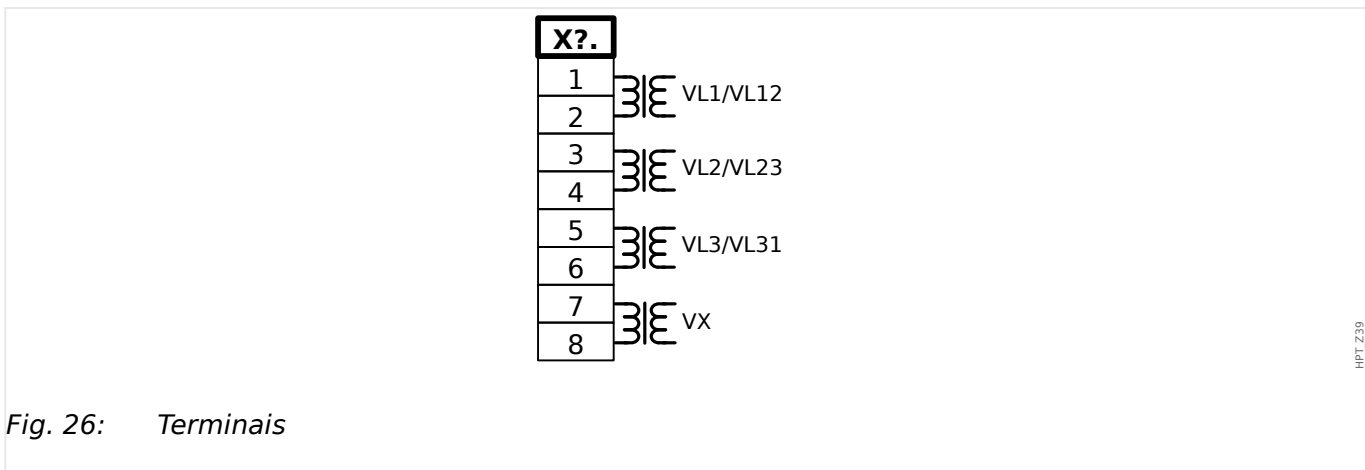 X?.
1
VL1/VL12
2
3
VL2/VL23
4
5
VL3/VL31
6
7
VX
8
HPT_Z39
Fig. 26: Terminais